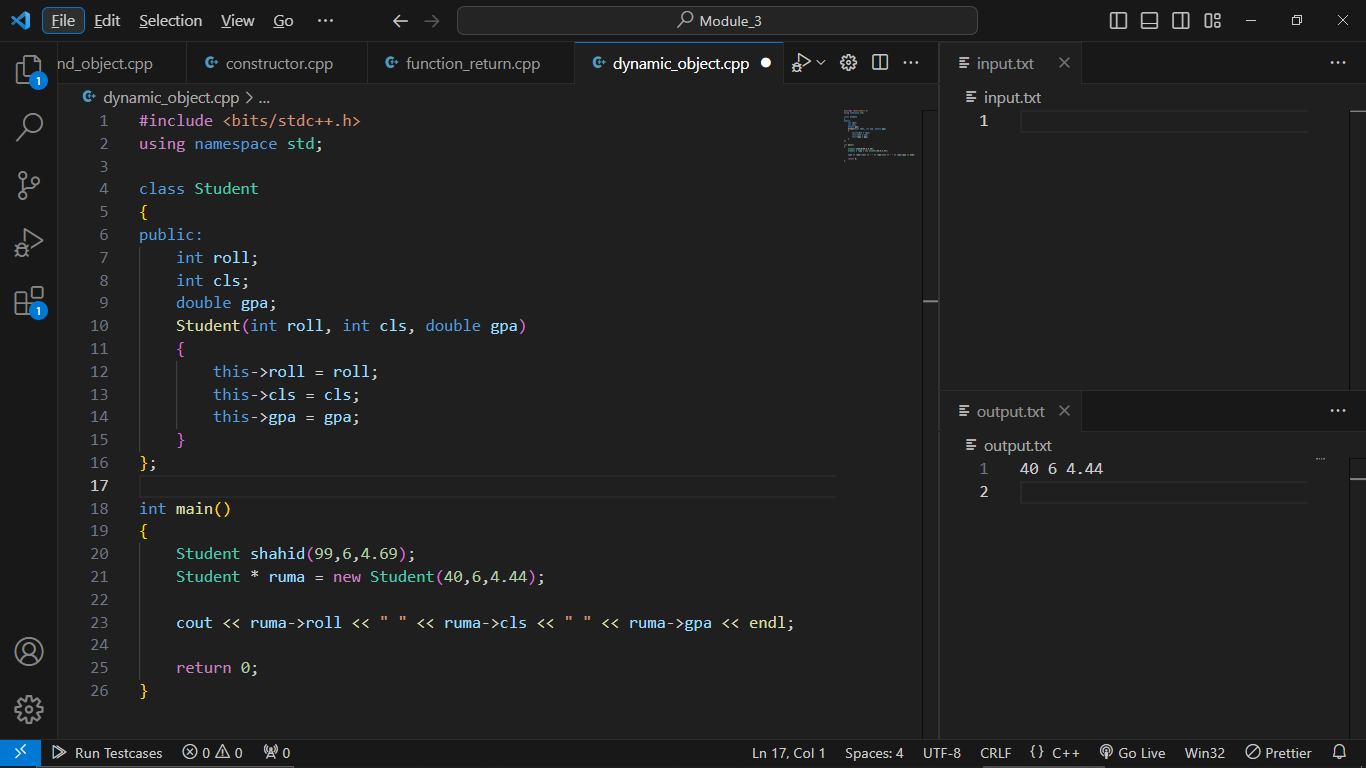 File Edit Selection View Go ··· Module_3
nd_object.cpp constructor.cpp function_return.cpp dynamic_object.cpp
dynamic_object.cpp > ...
1 #include <bits/stdc++.h>
2 using namespace std;
3
4 class Student
5 {
6 public:
7 int roll;
8 int cls;
9 double gpa;
10 Student(int roll, int cls, double gpa)
11 {
12 this->roll = roll;
13 this->cls = cls;
14 this->gpa = gpa;
15 }
16 };
17
18 int main()
19 {
20 Student shahid(99,6,4.69);
21 Student * ruma = new Student(40,6,4.44);
22
23 cout << ruma->roll << " " << ruma->cls << " " << ruma->gpa << endl;
24
25 return 0;
26 }
input.txt
input.txt
1
output.txt
output.txt
1 40 6 4.44
2
1
1
Run Testcases 0 0 0 Ln 17, Col 1 Spaces: 4 UTF-8 CRLF {} C++ Go Live Win32 Prettier